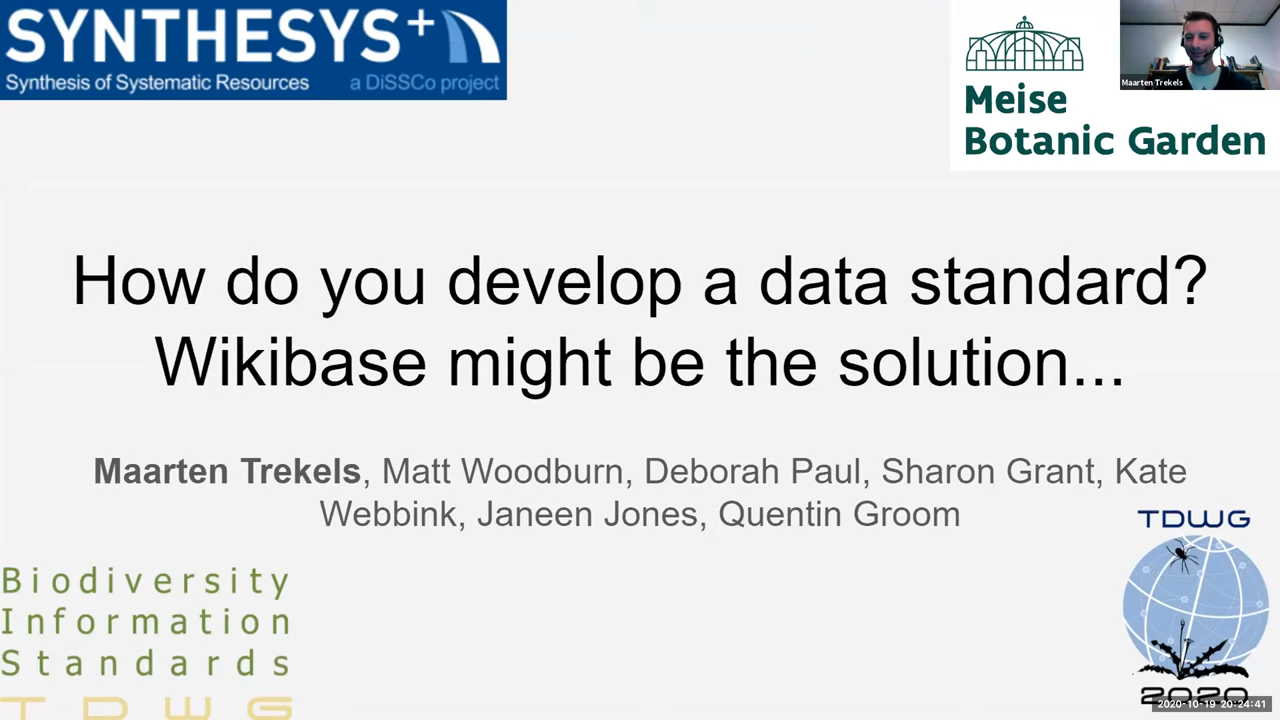 SYNTHESYS+
Synthesis of Systematic Resources a DiSSCo project
Meise
Botanic Garden
Maarten Trekels
How do you develop a data standard?
Wikibase might be the solution...
Maarten Trekels, Matt Woodburn, Deborah Paul, Sharon Grant, Kate
Webbink, Janeen Jones, Quentin Groom
Biodiversity
Information
Standards
TDWG
TDWG
2020
2020-10-19 20:24:41